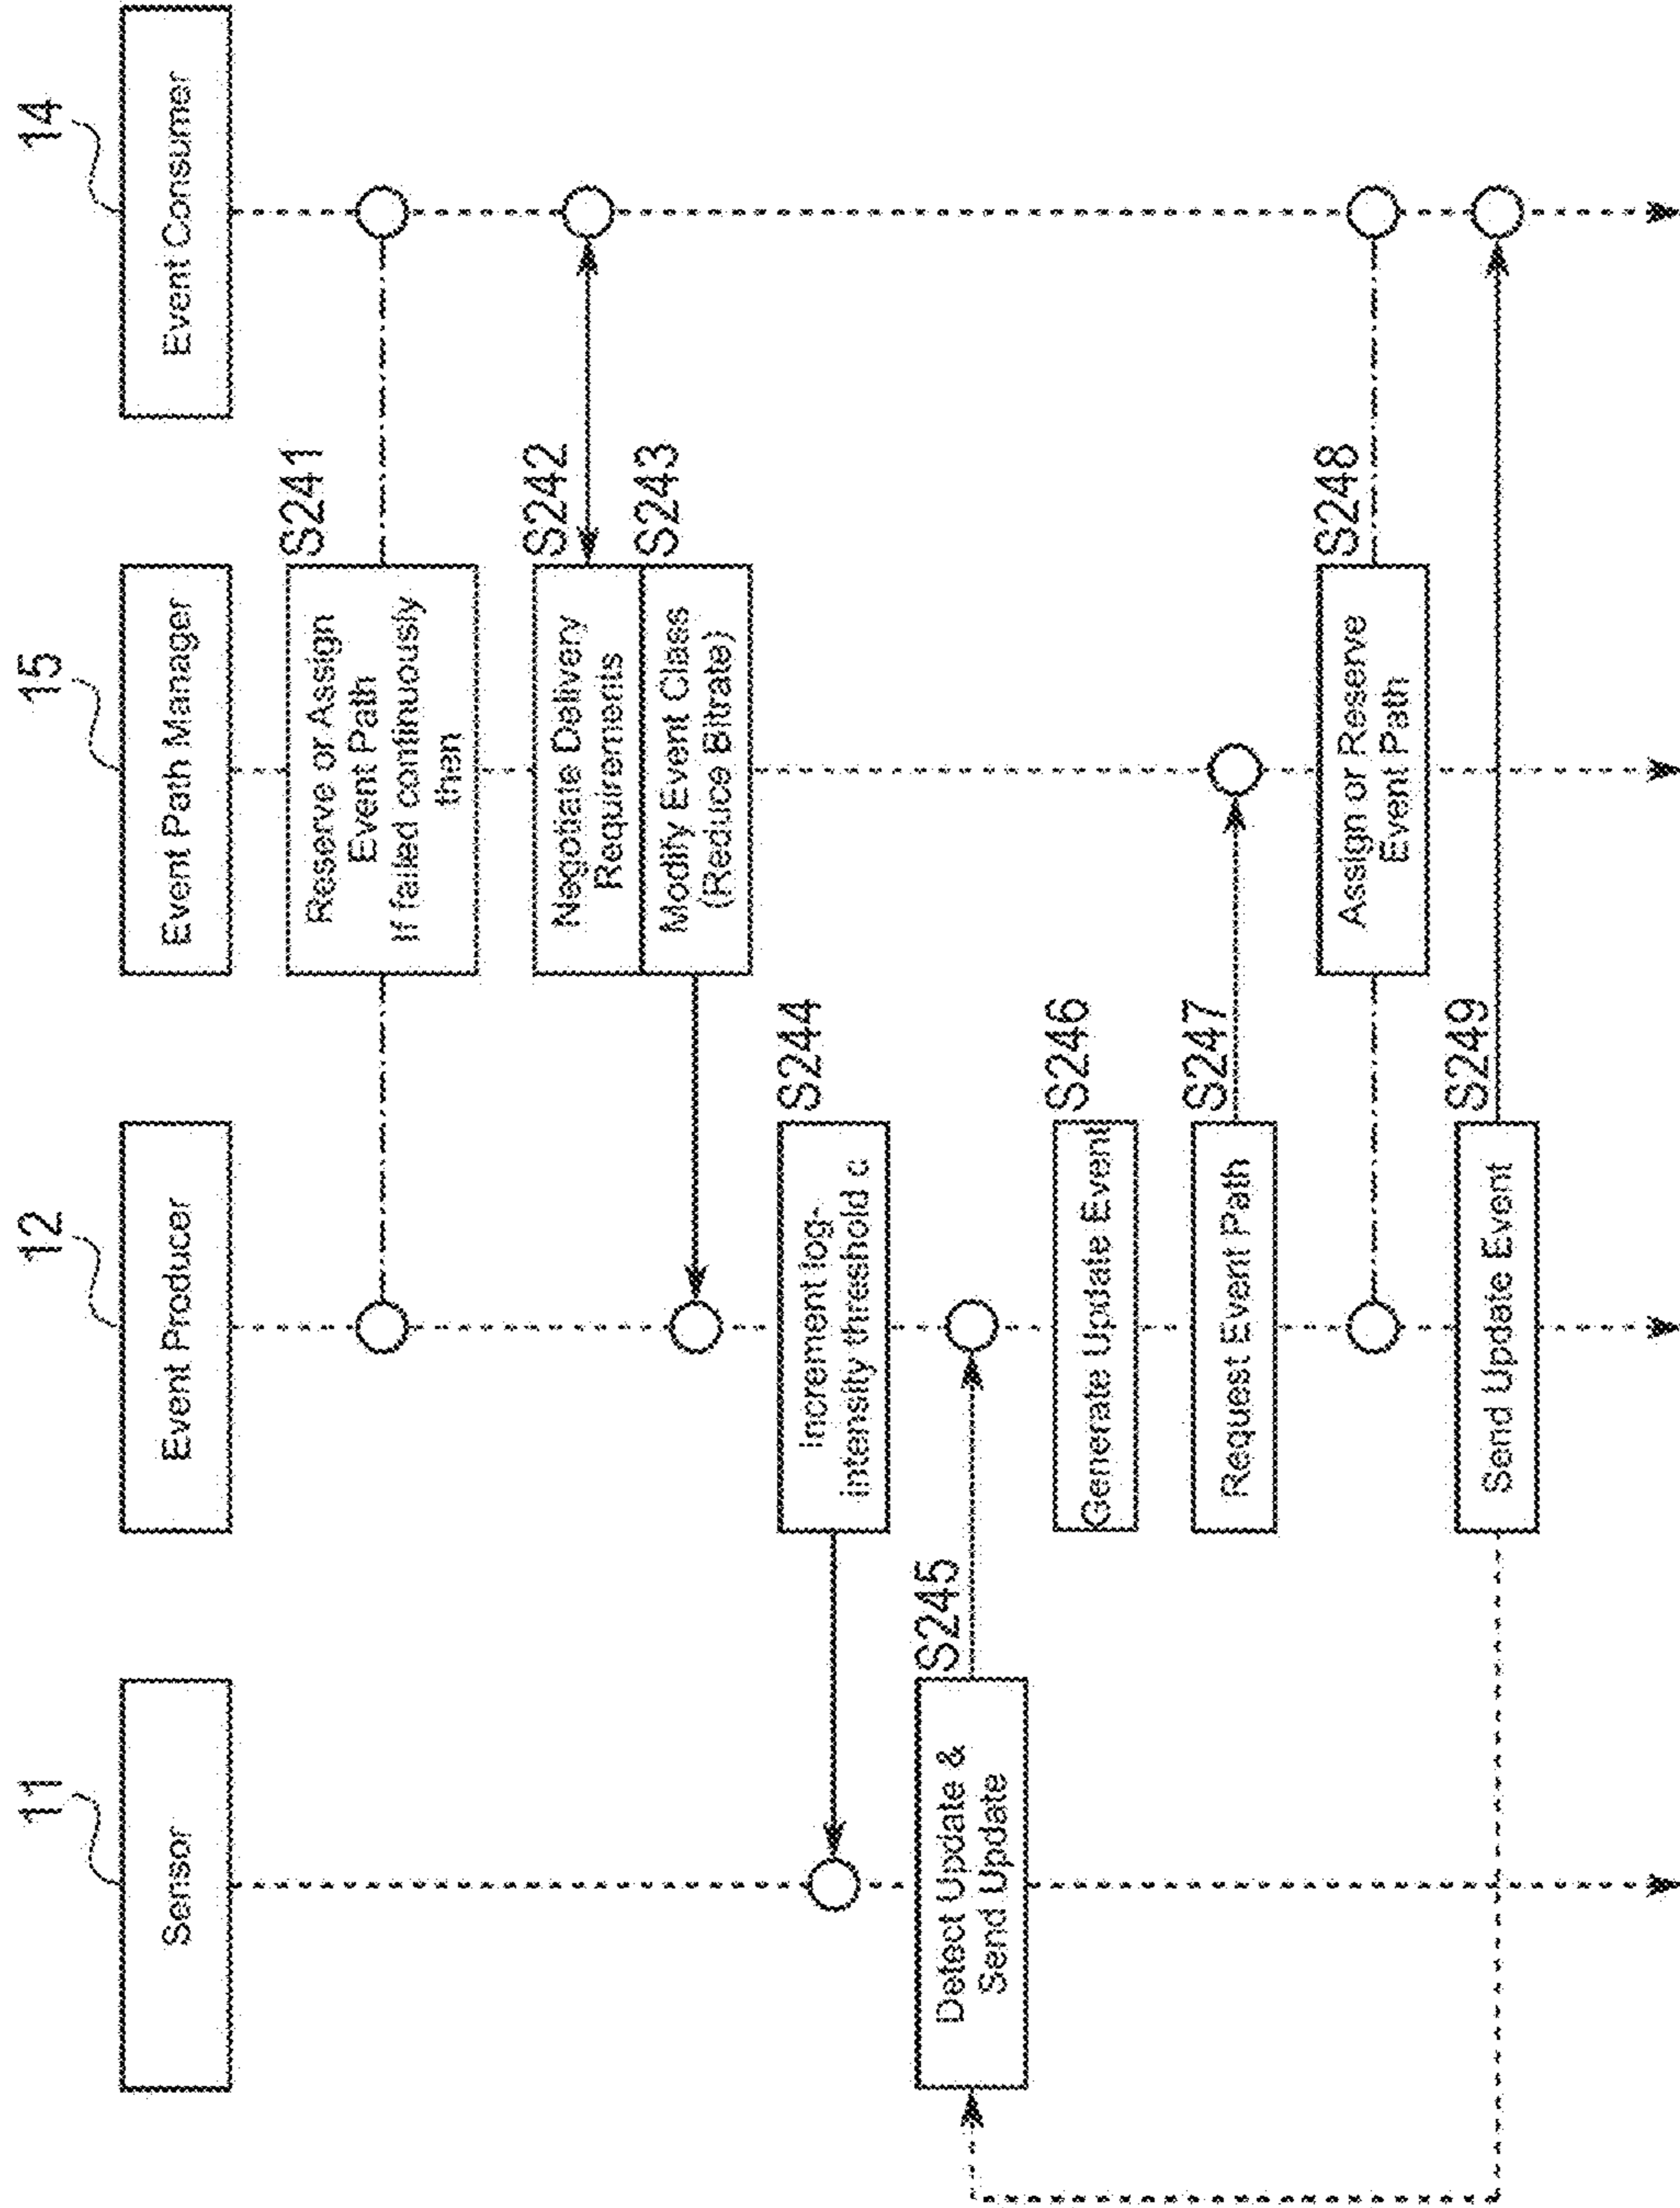 11
12
15
14
Sensor
Event Producer
Event Path Manager
Event Consumer
S241
Reserve or Assign
Event Path
If failed continuously
then
S242
Negotiate Delivery
Requirements
S243
Modify Event Class
(Reduce Bitrate)
S244
Increment log-
intensity threshold c
S245
Detect Update &
Send Update
S246
Generate Update Event
S247
Request Event Path
S248
Assign or Reserve
Event Path
S249
Send Update Event